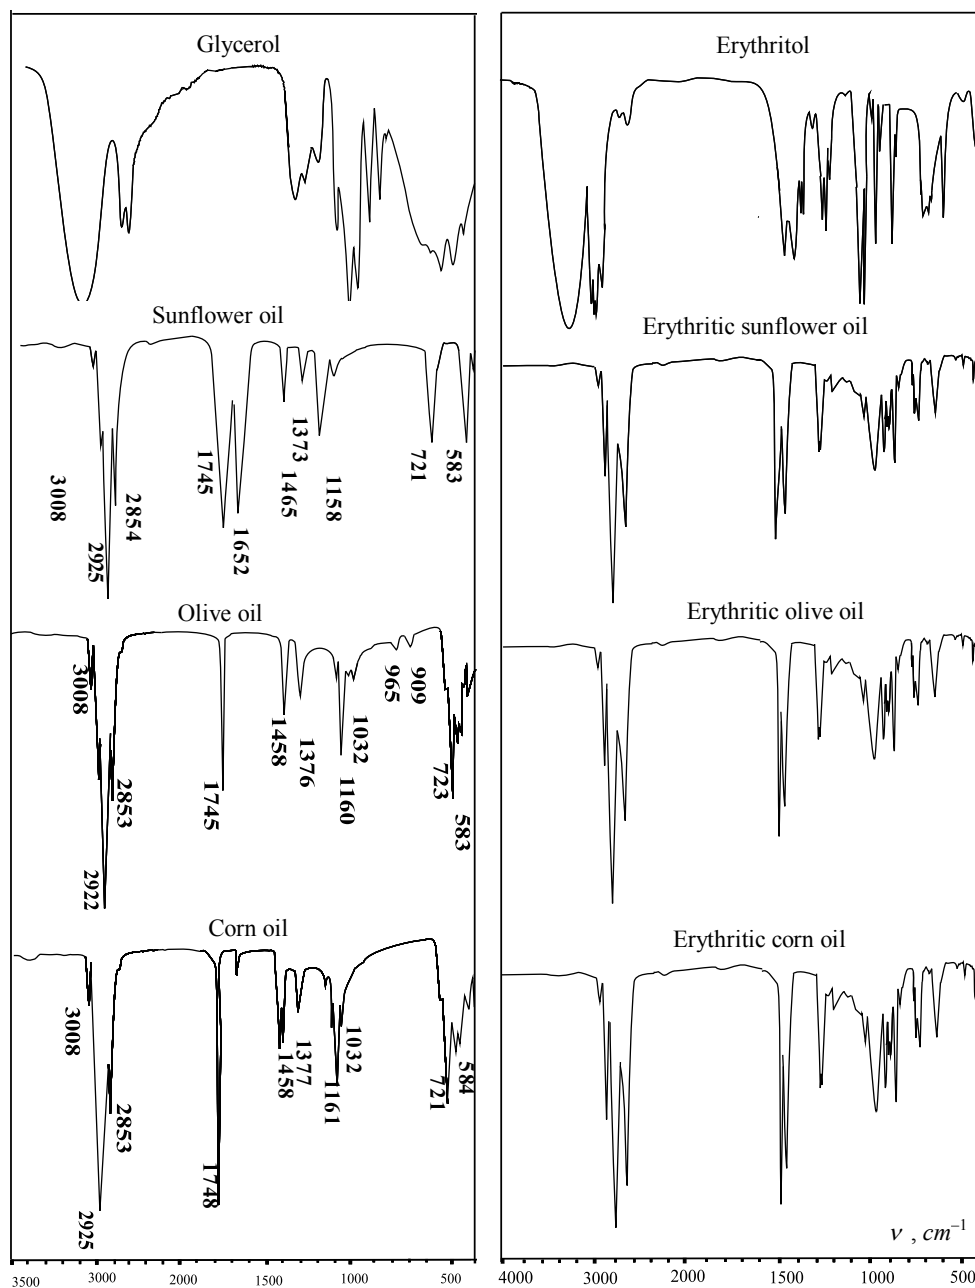 Glycerol
Sunflower oil
3008
2925
2854
1745
1652
1465
1373
1158
721
583
Olive oil
3008
2922
2853
1745
1458
1376
1160
1032
965
909
723
583
Corn oil
3008
2925
2853
1748
1458
1377
1161
1032
721
584
3500 3000 2000 1500 1000 500
Erythritol
Erythritic sunflower oil
Erythritic olive oil
Erythritic corn oil
ν , cm⁻¹
4000 3000 2000 1000 500